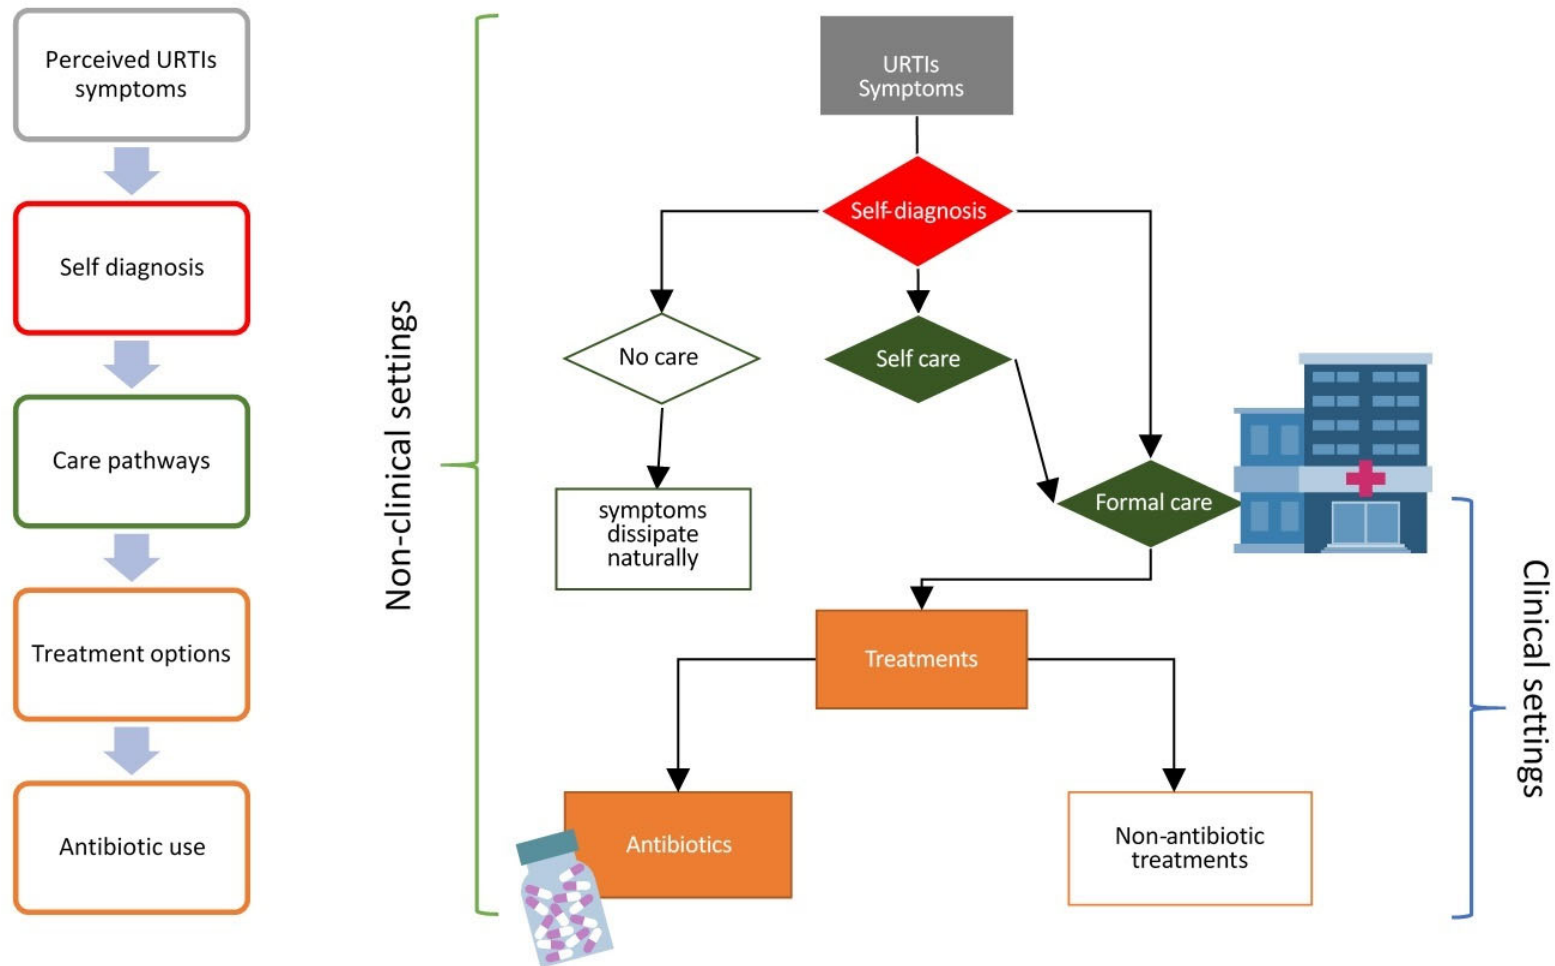 Perceived URTIs
symptoms
Self diagnosis
Care pathways
Treatment options
Antibiotic use
Non-clinical settings
URTIs
Symptoms
Self-diagnosis
No care
Self care
symptoms
dissipate
naturally
Formal care
Treatments
Antibiotics
Non-antibiotic
treatments
Clinical settings